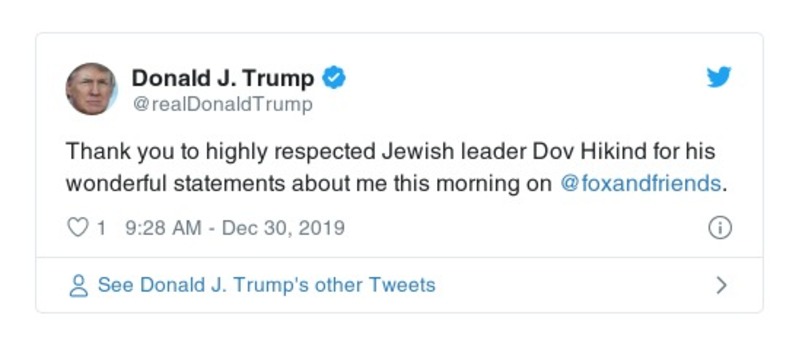 Donald J. Trump
@realDonaldTrump
Thank you to highly respected Jewish leader Dov Hikind for his
wonderful statements about me this morning on @foxandfriends.
1 9:28 AM - Dec 30, 2019
See Donald J. Trump's other Tweets